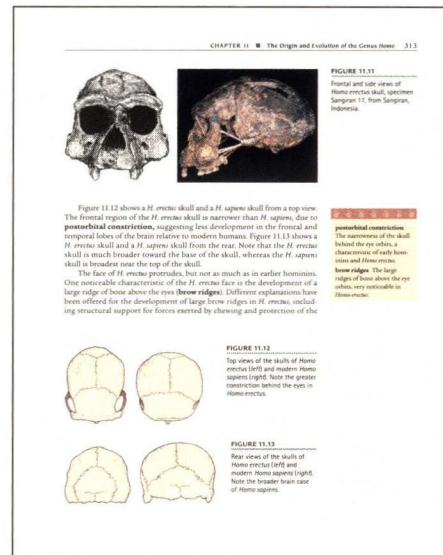 CHAPTER 11 ■ The Origin and Evolution of the Genus Homo 313
FIGURE 11.11
Frontal and side views of
Homo erectus skull, specimen
Sangiran 17, from Sangiran,
Indonesia.
Figure 11.12 shows a H. erectus skull and a H. sapiens skull from a top view.
The frontal region of the H. erectus skull is narrower than H. sapiens, due to
postorbital constriction, suggesting less development in the frontal and
temporal lobes of the brain relative to modern humans. Figure 11.13 shows a
H. erectus skull and a H. sapiens skull from the rear. Note that the H. erectus
skull is much broader toward the base of the skull, whereas the H. sapiens
skull is broadest near the top of the skull.
The face of H. erectus protrudes, but not as much as in earlier hominins.
One noticeable characteristic of the H. erectus face is the development of a
large ridge of bone above the eyes (brow ridges). Different explanations have
been offered for the development of large brow ridges in H. erectus, includ-
ing structural support for forces exerted by chewing and protection of the
postorbital constriction
The narrowness of the skull
behind the eye orbits, a
characteristic of early hom-
inins and Homo erectus.
brow ridges The large
ridges of bone above the eye
orbits, very noticeable in
Homo erectus.
FIGURE 11.12
Top views of the skulls of Homo
erectus (left) and modern Homo
sapiens (right). Note the greater
constriction behind the eyes in
Homo erectus.
FIGURE 11.13
Rear views of the skulls of
Homo erectus (left) and
modern Homo sapiens (right).
Note the broader brain case
of Homo sapiens.